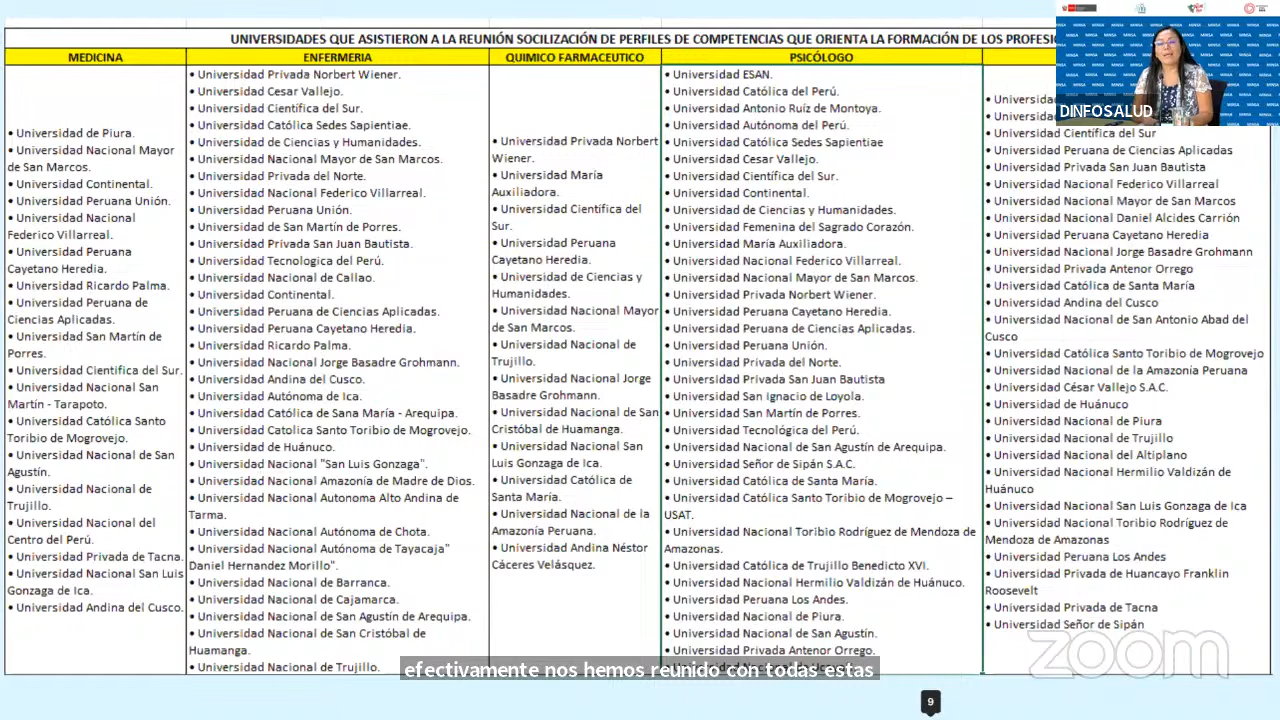 UNIVERSIDADES QUE ASISTIERON A LA REUNIÓN SOCILIZACIÓN DE PERFILES DE COMPETENCIAS QUE ORIENTA LA FORMACIÓN DE LOS PROFESI
MEDICINA
• Universidad de Piura.
• Universidad Nacional Mayor
de San Marcos.
• Universidad Continental.
• Universidad Peruana Unión.
• Universidad Nacional
Federico Villarreal.
• Universidad Peruana
Cayetano Heredia.
• Universidad Ricardo Palma.
• Universidad Peruana de
Ciencias Aplicadas.
• Universidad San Martín de
Porres.
• Universidad Cientifica del Sur.
• Universidad Nacional San
Martín - Tarapoto.
• Universidad Católica Santo
Toribio de Mogrovejo.
• Universidad Nacional de San
Agustín.
• Universidad Nacional de
Trujillo.
• Universidad Nacional del
Centro del Perú.
• Universidad Privada de Tacna.
• Universidad Nacional San Luis
Gonzaga de Ica.
• Universidad Andina del Cusco.
ENFERMERIA
• Universidad Privada Norbert Wiener.
• Universidad Cesar Vallejo.
• Universidad Científica del Sur.
• Universidad Católica Sedes Sapientiae.
• Universidad de Ciencias y Humanidades.
• Universidad Nacional Mayor de San Marcos.
• Universidad Privada del Norte.
• Universidad Nacional Federico Villarreal.
• Universidad Peruana Unión.
• Universidad de San Martín de Porres.
• Universidad Privada San Juan Bautista.
• Universidad Tecnologica del Perú.
• Universidad Nacional de Callao.
• Universidad Continental.
• Universidad Peruana de Ciencias Aplicadas.
• Universidad Peruana Cayetano Heredia.
• Universidad Ricardo Palma.
• Universidad Nacional Jorge Basadre Grohmann.
• Universidad Andina del Cusco.
• Universidad Autónoma de Ica.
• Universidad Católica de Sana María - Arequipa.
• Universidad Catolica Santo Toribio de Mogrovejo.
• Universidad de Huánuco.
• Universidad Nacional "San Luis Gonzaga".
• Universidad Nacional Amazonía de Madre de Dios.
• Universidad Nacional Autonoma Alto Andina de
Tarma.
• Universidad Nacional Autónoma de Chota.
• Universidad Nacional Autónoma de Tayacaja"
Daniel Hernandez Morillo".
• Universidad Nacional de Barranca.
• Universidad Nacional de Cajamarca.
• Universidad Nacional de San Agustín de Arequipa.
• Universidad Nacional de San Cristóbal de
Huamanga.
• Universidad Nacional de Trujillo.
QUIMICO FARMACEUTICO
• Universidad Privada Norbert
Wiener.
• Universidad María
Auxiliadora.
• Universidad Científica del
Sur.
• Universidad Peruana
Cayetano Heredia.
• Universidad de Ciencias y
Humanidades.
• Universidad Nacional Mayor
de San Marcos.
• Universidad Nacional de
Trujillo.
• Universidad Nacional Jorge
Basadre Grohmann.
• Universidad Nacional de San
Cristóbal de Huamanga.
• Universidad Nacional San
Luis Gonzaga de Ica.
• Universidad Católica de
Santa María.
• Universidad Nacional de la
Amazonía Peruana.
• Universidad Andina Néstor
Cáceres Velásquez.
PSICÓLOGO
• Universidad ESAN.
• Universidad Católica del Perú.
• Universidad Antonio Ruíz de Montoya.
• Universidad Autónoma del Perú.
• Universidad Católica Sedes Sapientiae
• Universidad Cesar Vallejo.
• Universidad Científica del Sur.
• Universidad Continental.
• Universidad de Ciencias y Humanidades.
• Universidad Femenina del Sagrado Corazón.
• Universidad María Auxiliadora.
• Universidad Nacional Federico Villarreal.
• Universidad Nacional Mayor de San Marcos.
• Universidad Privada Norbert Wiener.
• Universidad Peruana Cayetano Heredia.
• Universidad Peruana de Ciencias Aplicadas.
• Universidad Peruana Unión.
• Universidad Privada del Norte.
• Universidad Privada San Juan Bautista
• Universidad San Ignacio de Loyola.
• Universidad San Martín de Porres.
• Universidad Tecnológica del Perú.
• Universidad Nacional de San Agustín de Arequipa.
• Universidad Señor de Sipán S.A.C.
• Universidad Católica de Santa María.
• Universidad Católica Santo Toribio de Mogrovejo –
USAT.
• Universidad Nacional Toribio Rodríguez de Mendoza de
Amazonas.
• Universidad Católica de Trujillo Benedicto XVI.
• Universidad Nacional Hermilio Valdizán de Huánuco.
• Universidad Peruana Los Andes.
• Universidad Nacional de Piura.
• Universidad Nacional de San Agustín.
• Universidad Privada Antenor Orrego.
• Universidad
• Universidad
• Universidad Científica del Sur
• Universidad Peruana de Ciencias Aplicadas
• Universidad Privada San Juan Bautista
• Universidad Nacional Federico Villarreal
• Universidad Nacional Mayor de San Marcos
• Universidad Nacional Daniel Alcides Carrión
• Universidad Peruana Cayetano Heredia
• Universidad Nacional Jorge Basadre Grohmann
• Universidad Privada Antenor Orrego
• Universidad Católica de Santa María
• Universidad Andina del Cusco
• Universidad Nacional de San Antonio Abad del
Cusco
• Universidad Católica Santo Toribio de Mogrovejo
• Universidad Nacional de la Amazonía Peruana
• Universidad César Vallejo S.A.C.
• Universidad de Huánuco
• Universidad Nacional de Piura
• Universidad Nacional de Trujillo
• Universidad Nacional del Altiplano
• Universidad Nacional Hermilio Valdizán de
Huánuco
• Universidad Nacional San Luis Gonzaga de Ica
• Universidad Nacional Toribio Rodríguez de
Mendoza de Amazonas
• Universidad Peruana Los Andes
• Universidad Privada de Huancayo Franklin
Roosevelt
• Universidad Privada de Tacna
• Universidad Señor de Sipán
DINFOSALUD
zoom
efectivamente nos hemos reunido con todas estas
9